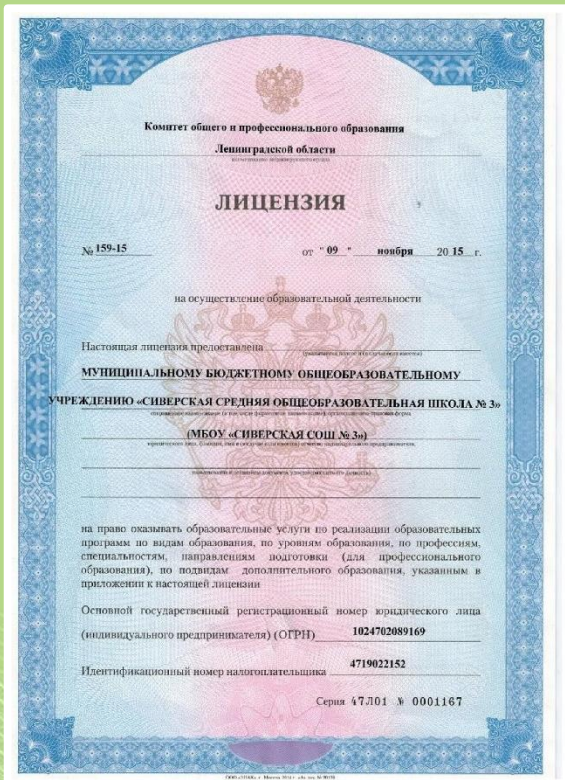 Комитет общего и профессионального образования
Ленинградской области
ЛИЦЕНЗИЯ
№ 159-15 от " 09 " ноября 20 15 г.
на осуществление образовательной деятельности
Настоящая лицензия предоставлена
МУНИЦИПАЛЬНОМУ БЮДЖЕТНОМУ ОБЩЕОБРАЗОВАТЕЛЬНОМУ
УЧРЕЖДЕНИЮ «СИВЕРСКАЯ СРЕДНЯЯ ОБЩЕОБРАЗОВАТЕЛЬНАЯ ШКОЛА № 3»
(МБОУ «СИВЕРСКАЯ СОШ № 3»)
на право оказывать образовательные услуги по реализации образовательных
программ по видам образования, по уровням образования, по профессиям,
специальностям, направлениям подготовки (для профессионального
образования), по подвидам дополнительного образования, указанным в
приложении к настоящей лицензии
Основной государственный регистрационный номер юридического лица
(индивидуального предпринимателя) (ОГРН) 1024702089169
Идентификационный номер налогоплательщика 4719022152
Серия 47Л01 № 0001167